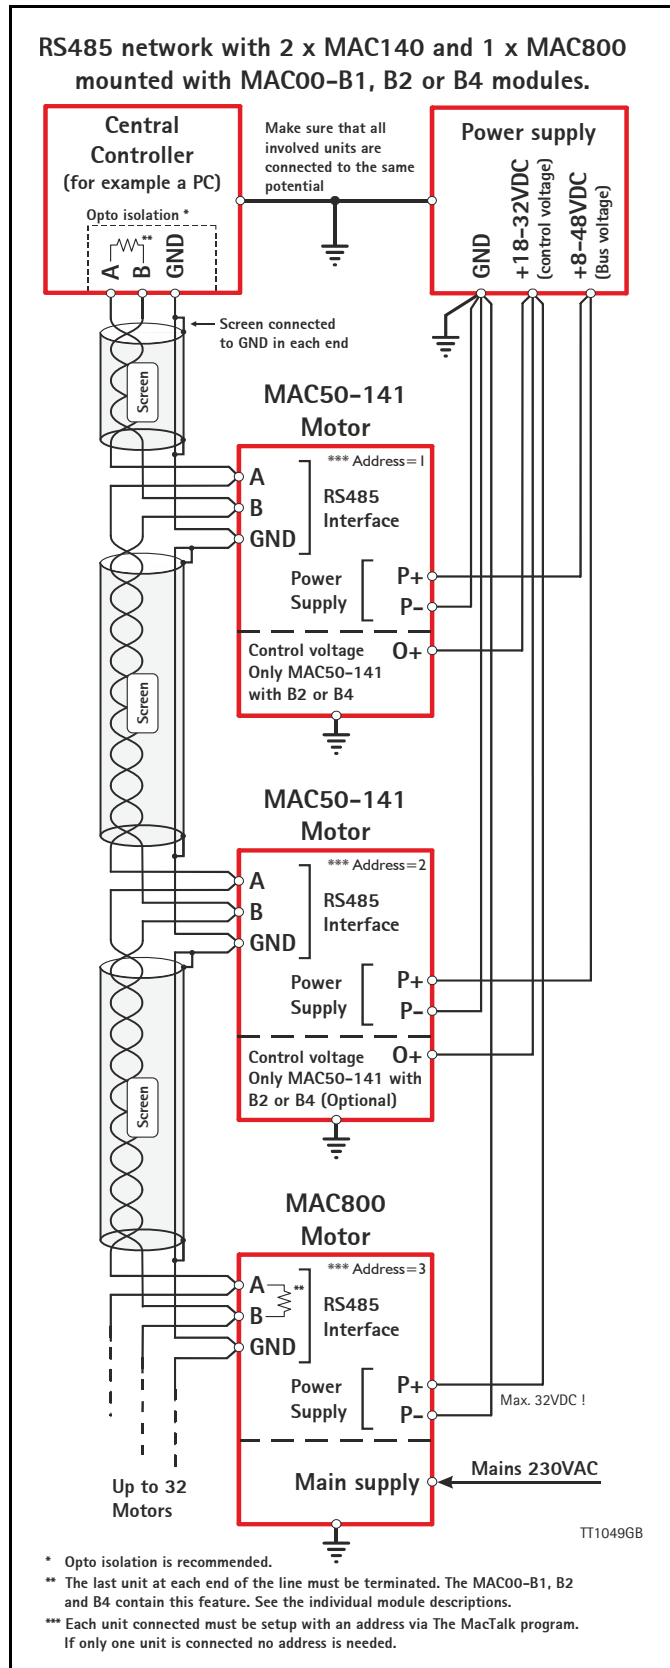 RS485 network with 2 x MAC140 and 1 x MAC800
mounted with MAC00-B1, B2 or B4 modules.
Central
Controller
(for example a PC)
Opto isolation *
**
A
B
GND
Make sure that all
involved units are
connected to the same
potential
Power supply
GND
+18-32VDC
(control voltage)
+8-48VDC
(Bus voltage)
Screen connected
to GND in each end
Screen
MAC50-141
Motor
*** Address=1
A
B
GND
RS485
Interface
Power
Supply
P+
P-
Control voltage
Only MAC50-141
with B2 or B4
O+
Screen
MAC50-141
Motor
*** Address=2
A
B
GND
RS485
Interface
Power
Supply
P+
P-
Control voltage
Only MAC50-141 with
B2 or B4 (Optional)
O+
Screen
MAC800
Motor
*** Address=3
A
**
B
GND
RS485
Interface
Power
Supply
P+
P-
Max. 32VDC !
Main supply
Mains 230VAC
Up to 32
Motors
TT1049GB
* Opto isolation is recommended.
** The last unit at each end of the line must be terminated. The MAC00-B1, B2
and B4 contain this feature. See the individual module descriptions.
*** Each unit connected must be setup with an address via The MacTalk program.
If only one unit is connected no address is needed.